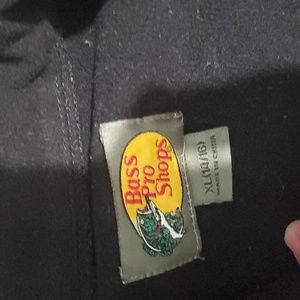 Bass
Pro
Shops
XL(14/16)
MADE IN CHINA